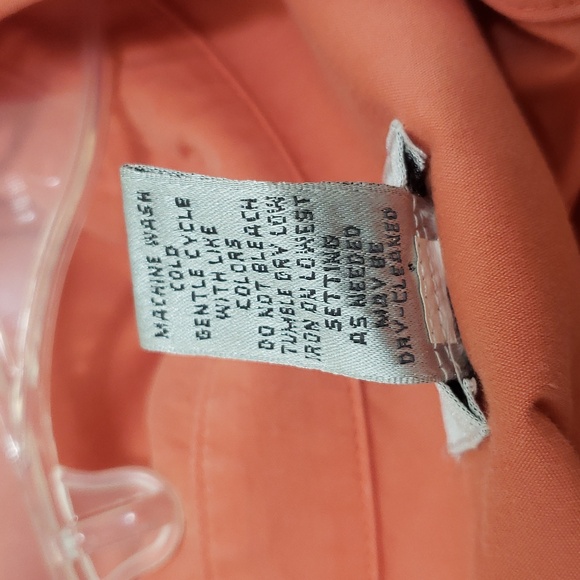 MACHINE WASH
COLD
GENTLE CYCLE
WITH LIKE
COLORS
DO NOT BLEACH
TUMBLE DRY LOW
IRON ON LOWEST
SETTING
AS NEEDED
MAY BE
DRY-CLEANED